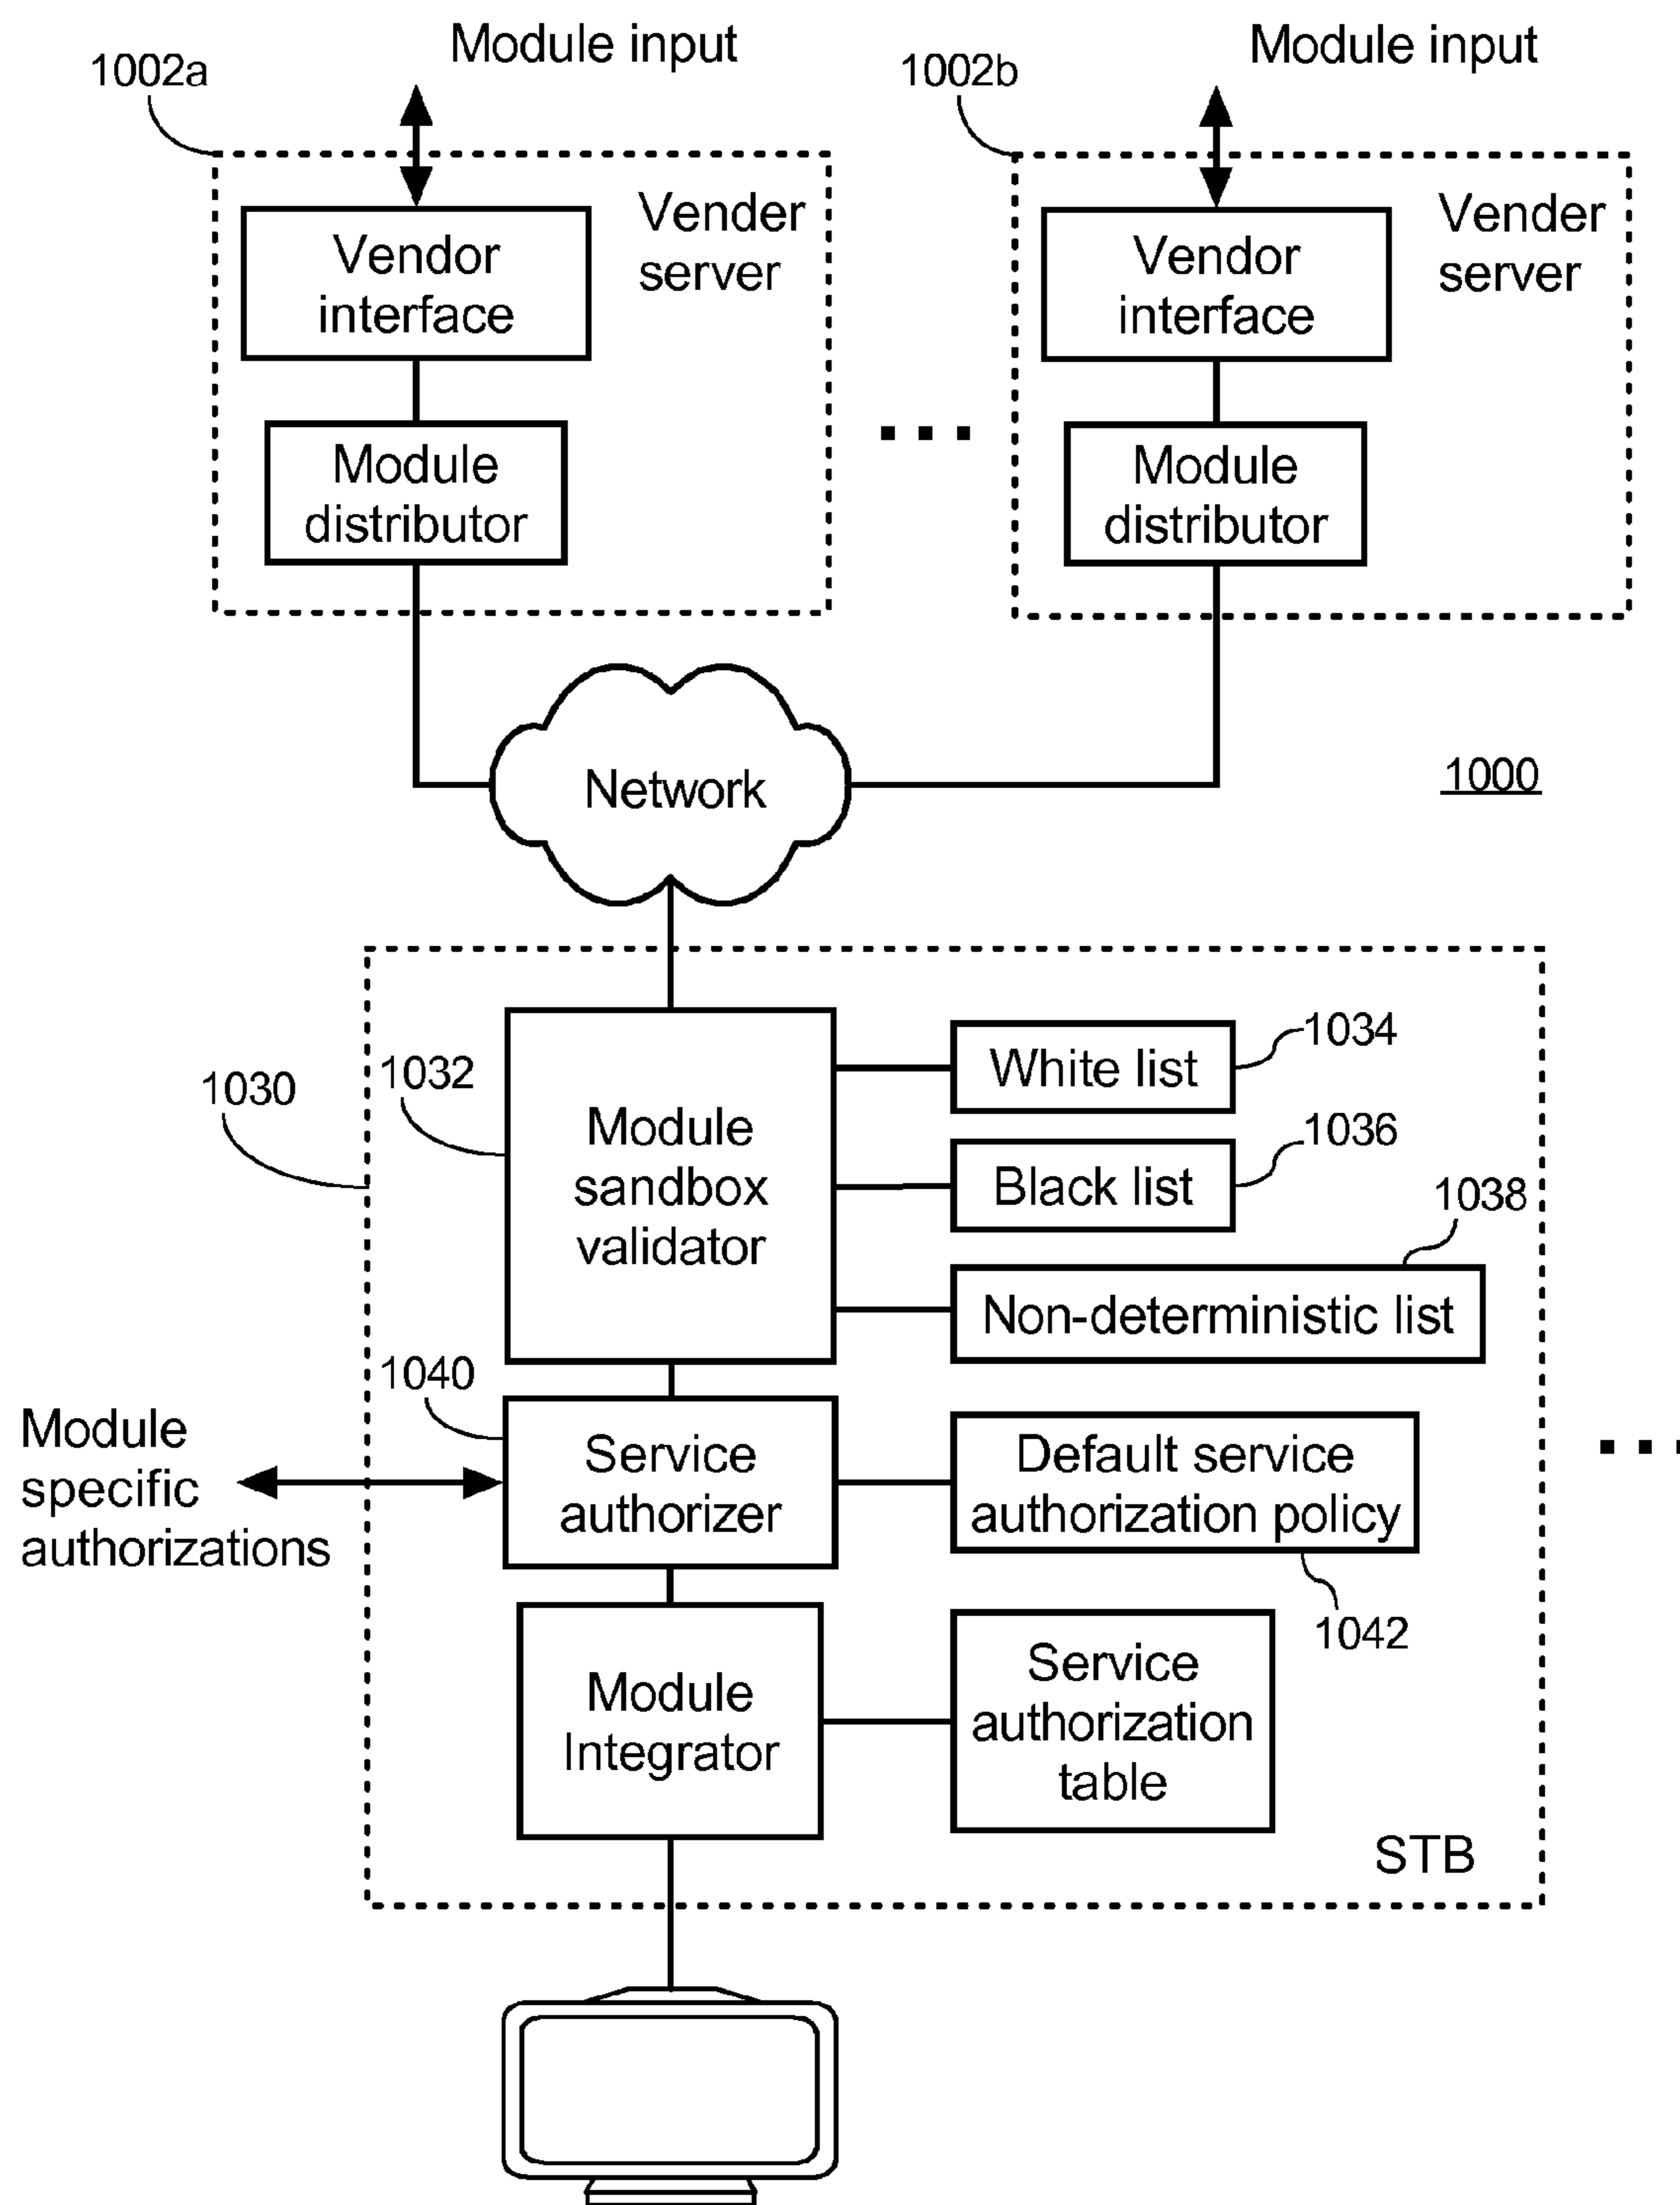 Module input
Module input
1002a
1002b
Vender
server
Vendor
interface
Vender
server
Vendor
interface
Module
distributor
Module
distributor
Network
1000
1030
1032
Module
sandbox
validator
White list
1034
Black list
1036
1038
Non-deterministic list
1040
Module
specific
authorizations
Service
authorizer
Default service
authorization policy
1042
Module
Integrator
Service
authorization
table
STB